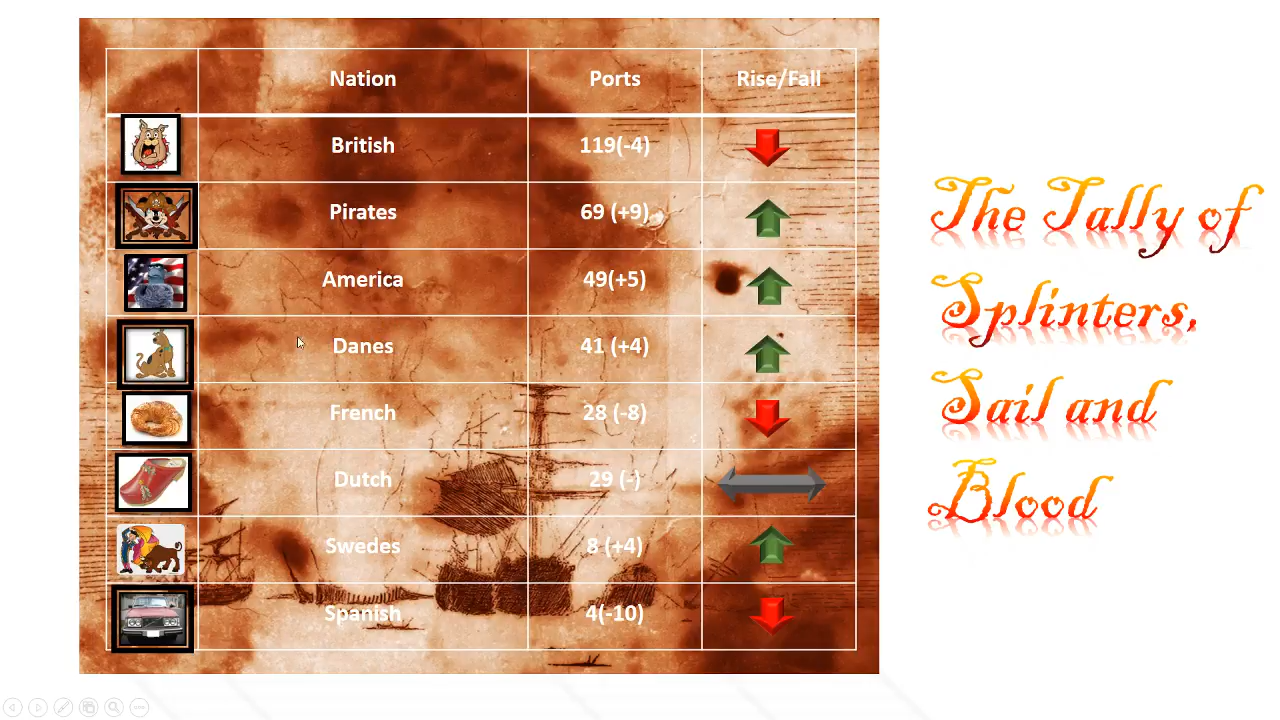 Nation Ports Rise/Fall
British 119(-4)
Pirates 69 (+9)
America 49(+5)
Danes 41 (+4)
French 28 (-8)
Dutch 29 (-)
Swedes 8 (+4)
Spanish 4(-10)
The Tally of
Splinters,
Sail and
Blood